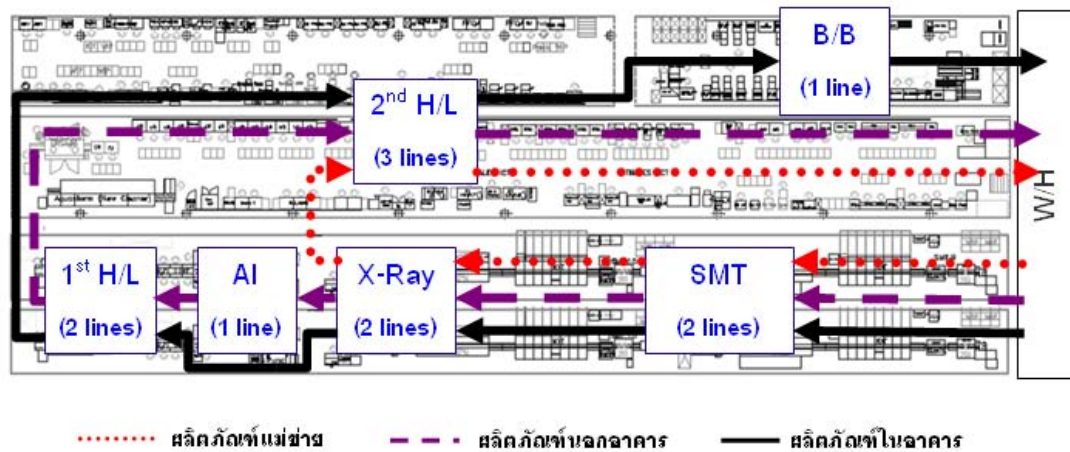 B/B
(1 line)
2nd H/L
(3 lines)
W/H
1st H/L
(2 lines)
AI
(1 line)
X-Ray
(2 lines)
SMT
(2 lines)
ผลิตภัณฑ์แม่ข่าย
ผลิตภัณฑ์นอกอาคาร
ผลิตภัณฑ์ในอาคาร